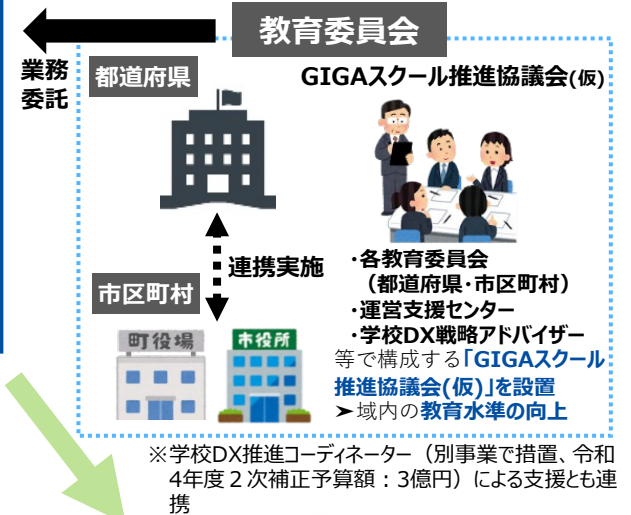 教育委員会
業務
委託
都道府県
GIGAスクール推進協議会(仮)
連携実施
市区町村
町役場
市役所
・各教育委員会
（都道府県・市区町村）
・運営支援センター
・学校DX戦略アドバイザー
等で構成する「GIGAスクール
推進協議会(仮)」を設置
➤域内の教育水準の向上
※学校DX推進コーディネーター（別事業で措置、令和
4年度２次補正予算額：3億円）による支援とも連
携